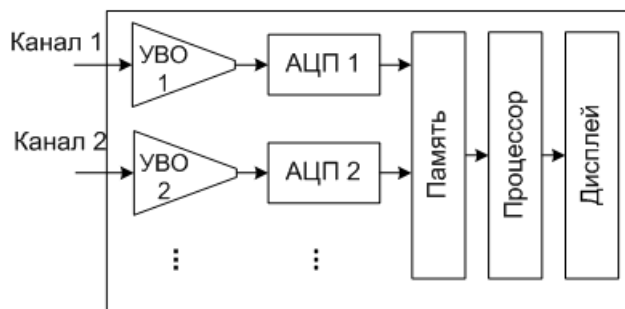 Канал 1
УВО
1
АЦП 1
Канал 2
УВО
2
АЦП 2
Память
Процессор
Дисплей
...
...